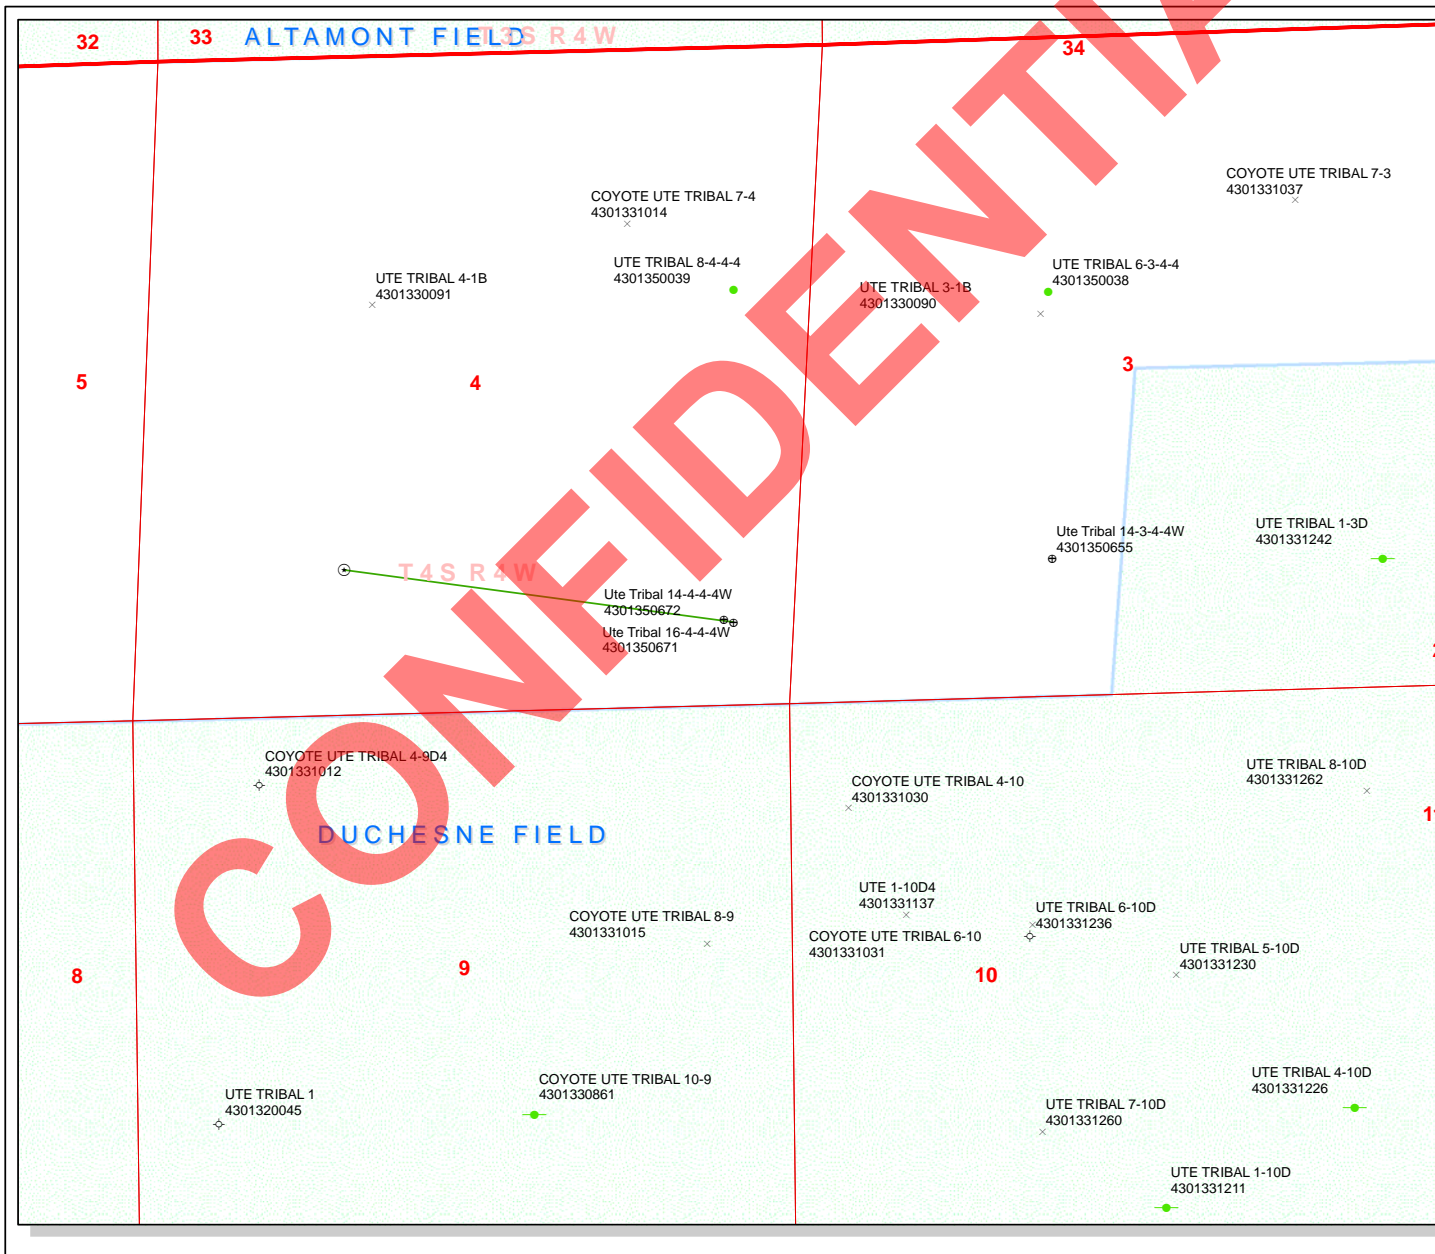 32
33
ALTAMONT FIELD
T3S R4W
34
COYOTE UTE TRIBAL 7-4
4301331014
COYOTE UTE TRIBAL 7-3
4301331037
UTE TRIBAL 4-1B
4301330091
UTE TRIBAL 8-4-4-4
4301350039
UTE TRIBAL 3-1B
4301330090
UTE TRIBAL 6-3-4-4
4301350038
5
4
3
T4S R4W
Ute Tribal 14-4-4-4W
4301350672
Ute Tribal 16-4-4-4W
4301350671
Ute Tribal 14-3-4-4W
4301350655
UTE TRIBAL 1-3D
4301331242
CONFIDENTIA
COYOTE UTE TRIBAL 4-9D4
4301331012
COYOTE UTE TRIBAL 4-10
4301331030
UTE TRIBAL 8-10D
4301331262
11
DUCHESNE FIELD
UTE 1-10D4
4301331137
COYOTE UTE TRIBAL 8-9
4301331015
COYOTE UTE TRIBAL 6-10
4301331031
UTE TRIBAL 6-10D
4301331236
UTE TRIBAL 5-10D
4301331230
8
9
10
UTE TRIBAL 1
4301320045
COYOTE UTE TRIBAL 10-9
4301330861
UTE TRIBAL 7-10D
4301331260
UTE TRIBAL 4-10D
4301331226
UTE TRIBAL 1-10D
4301331211